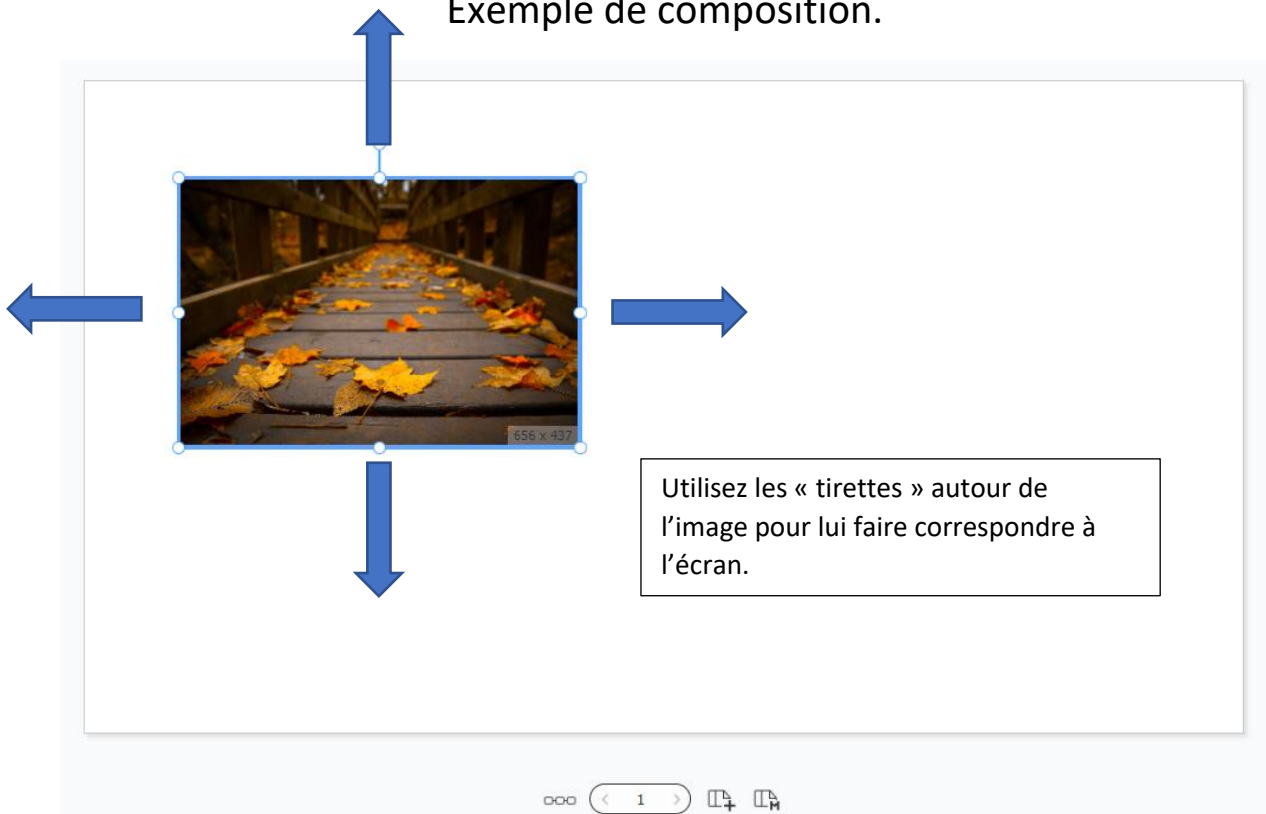 Exemple de composition.
656 x 437
Utilisez les « tirettes » autour de
l’image pour lui faire correspondre à
l’écran.
1